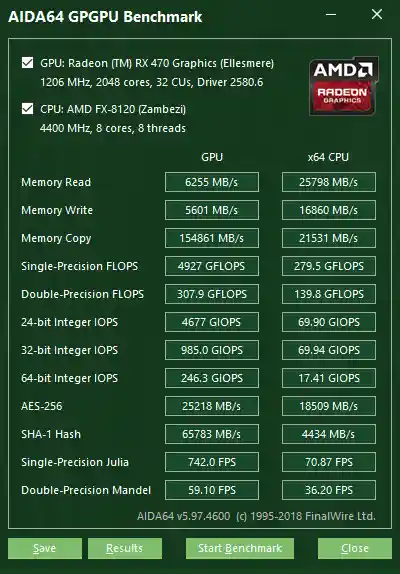 AIDA64 GPGPU Benchmark
GPU: Radeon (TM) RX 470 Graphics (Ellesmere)
1206 MHz, 2048 cores, 32 CUs, Driver 2580.6
CPU: AMD FX-8120 (Zambezi)
4400 MHz, 8 cores, 8 threads
AMD
RADEON
GRAPHICS
GPU x64 CPU
Memory Read 6255 MB/s 25798 MB/s
Memory Write 5601 MB/s 16860 MB/s
Memory Copy 154861 MB/s 21531 MB/s
Single-Precision FLOPS 4927 GFLOPS 279.5 GFLOPS
Double-Precision FLOPS 307.9 GFLOPS 139.8 GFLOPS
24-bit Integer IOPS 4677 GIOPS 69.90 GIOPS
32-bit Integer IOPS 985.0 GIOPS 69.94 GIOPS
64-bit Integer IOPS 246.3 GIOPS 17.41 GIOPS
AES-256 25218 MB/s 18509 MB/s
SHA-1 Hash 65783 MB/s 4434 MB/s
Single-Precision Julia 742.0 FPS 70.87 FPS
Double-Precision Mandel 59.10 FPS 36.20 FPS
AIDA64 v5.97.4600 (c) 1995-2018 FinalWire Ltd.
Save Results Start Benchmark Close